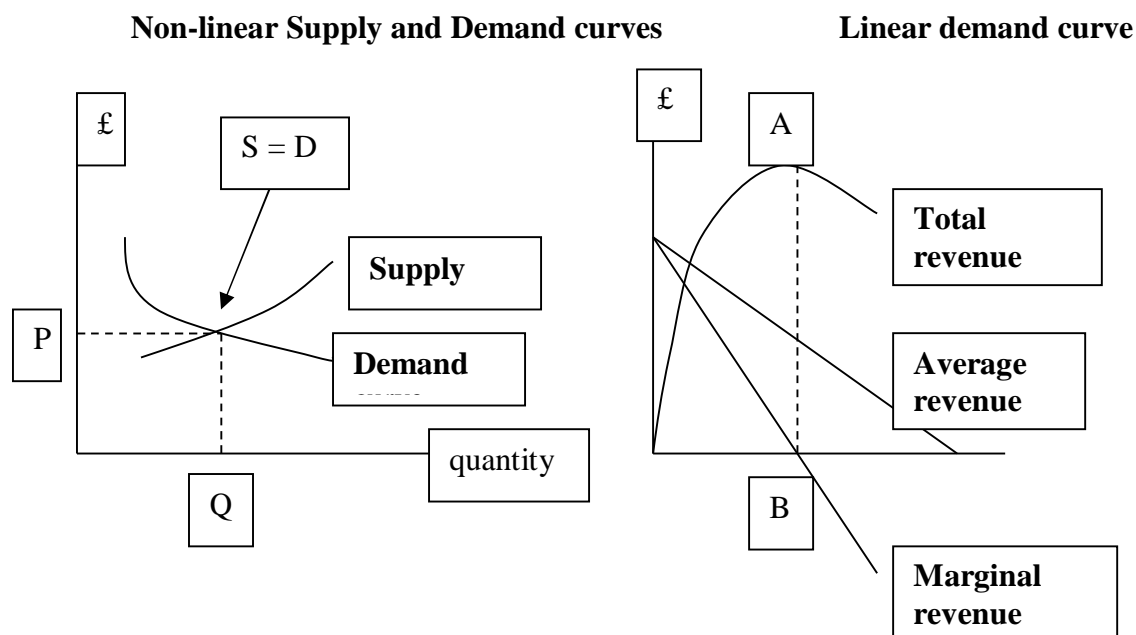 Non-linear Supply and Demand curves
Linear demand curve
£
S = D
Supply
P
Demand
quantity
Q
£
A
Total
revenue
Average
revenue
B
Marginal
revenue